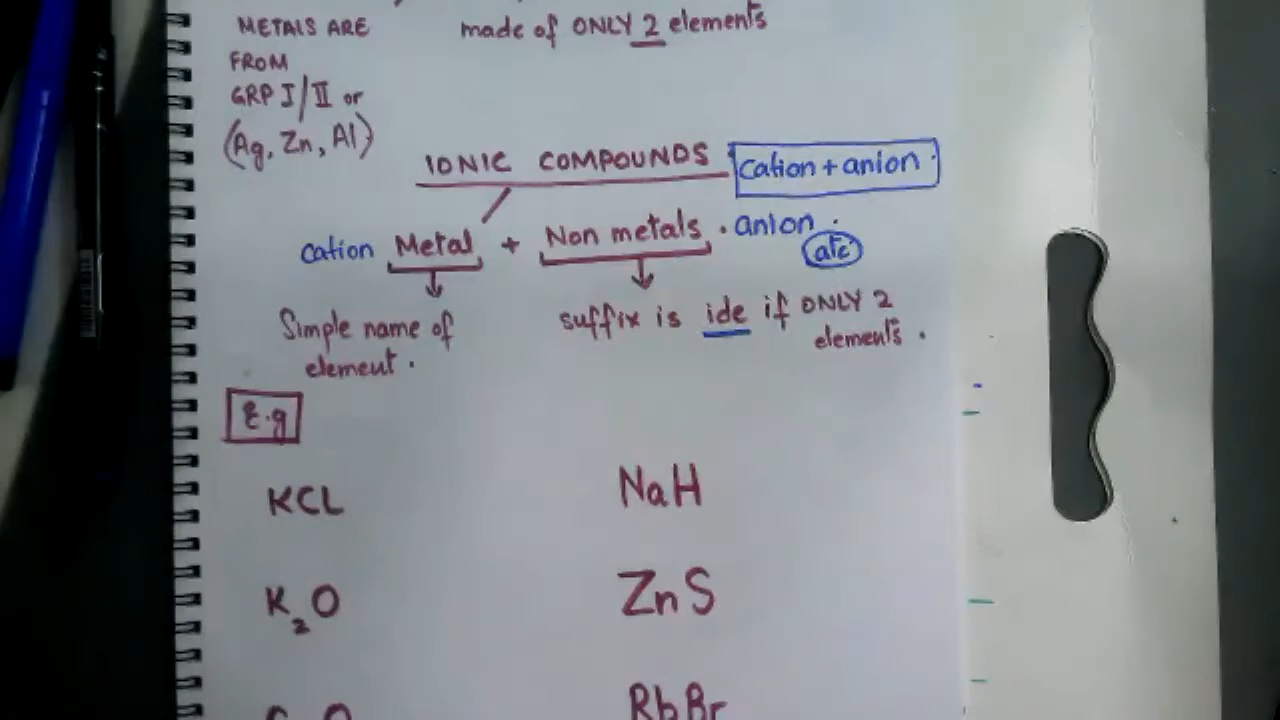 METALS ARE
FROM
GRP I/II or
(Ag, Zn, Al)
made of ONLY 2 elements
IONIC COMPOUNDS cation + anion
cation Metal + Non metals . anion
ate
Simple name of
element .
suffix is ide if ONLY 2
elements .
E.g
KCL
NaH
K2O
ZnS
RbBr